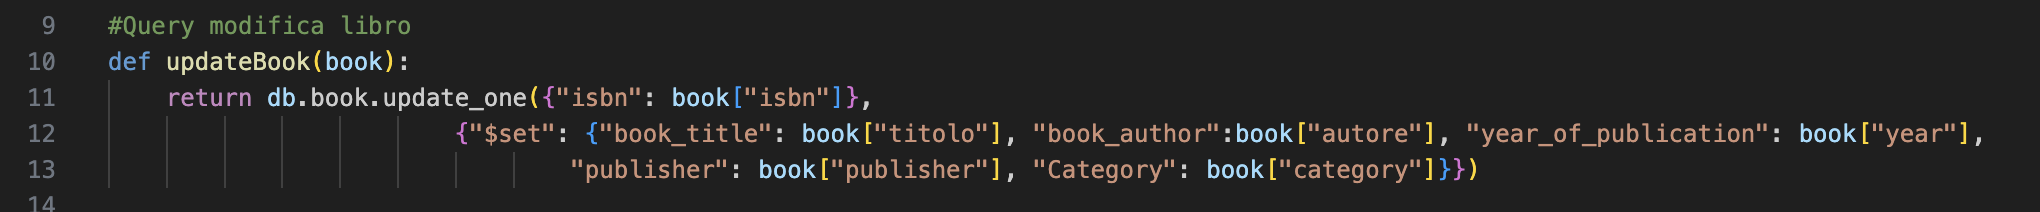 9 #Query modifica libro
10 def updateBook(book):
11 return db.book.update_one({"isbn": book["isbn"]},
12 {"$set": {"book_title": book["titolo"], "book_author":book["autore"], "year_of_publication": book["year"],
13 "publisher": book["publisher"], "Category": book["category"]}})
14